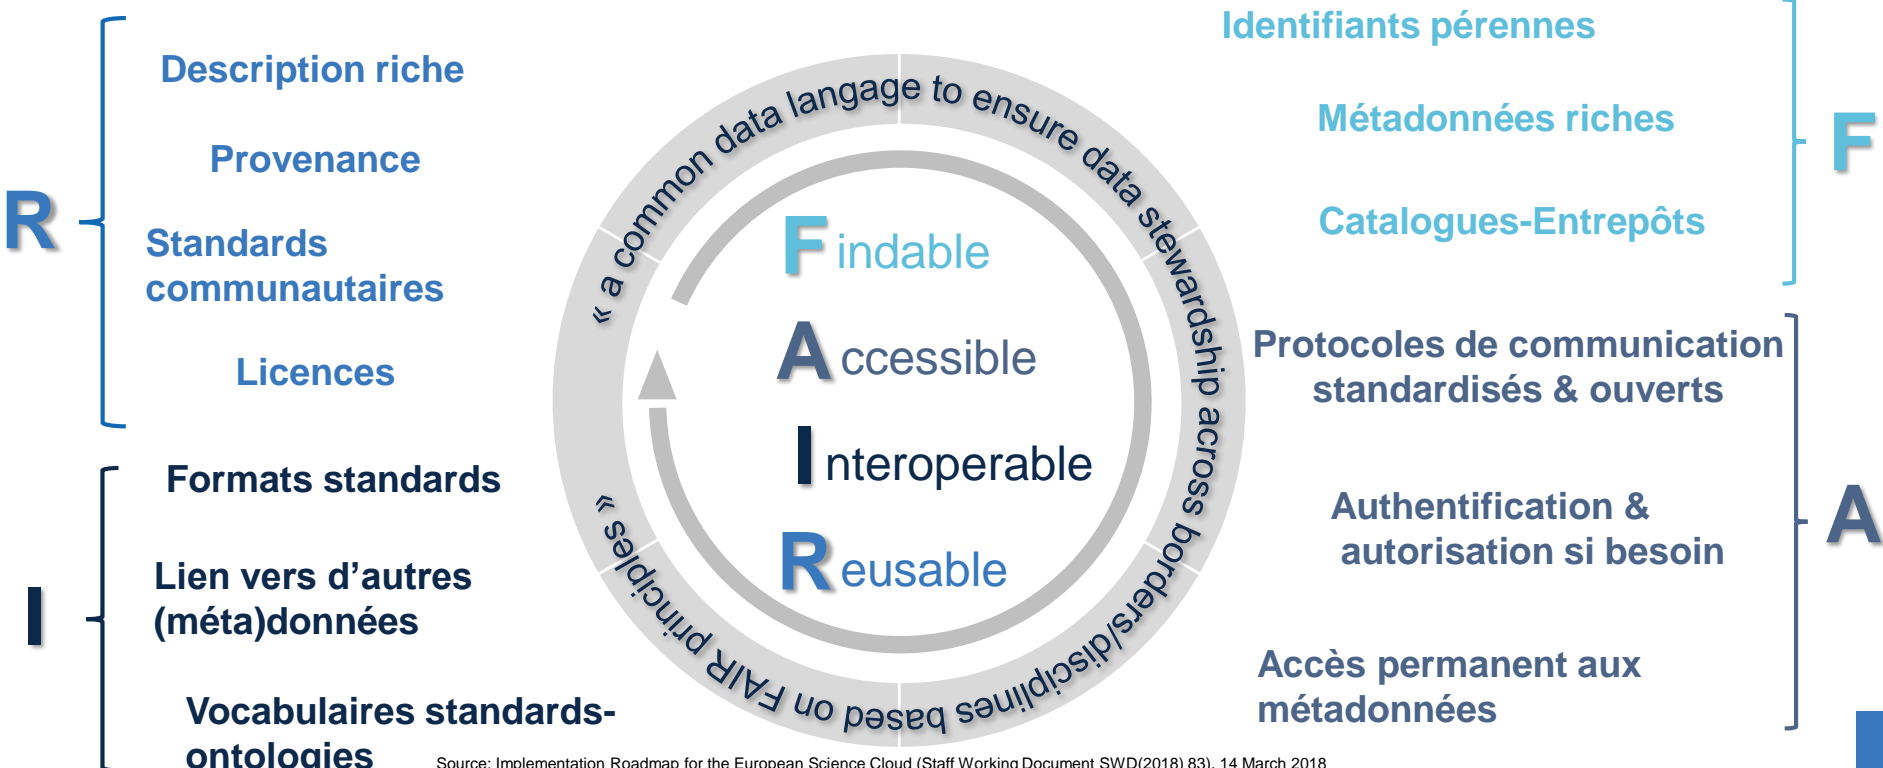 R
Description riche
Provenance
Standards
communautaires
Licences
I
Formats standards
Lien vers d'autres
(méta)données
Vocabulaires standards-
ontologies
« a common data langage to ensure data stewardship across borders/disciplines based on FAIR principles «
Findable
Accessible
Interoperable
Reusable
Identifiants pérennes
Métadonnées riches
Catalogues-Entrepôts
F
Protocoles de communication
standardisés & ouverts
Authentification &
autorisation si besoin
Accès permanent aux
métadonnées
A
Source: Implementation Roadmap for the European Science Cloud (Staff Working Document SWD(2018) 83), 14 March 2018